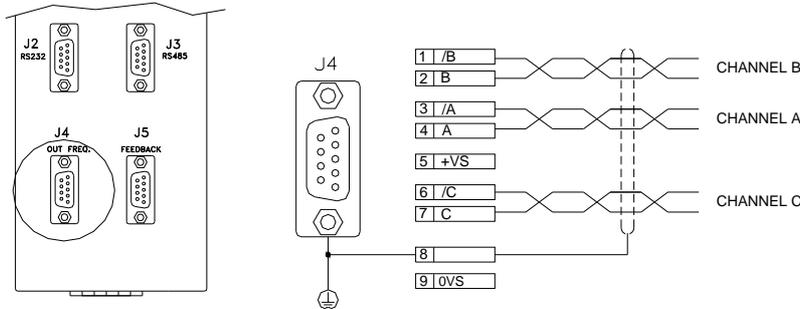 J2
RS232
J3
RS485
J4
OUT FREQ.
J5
FEEDBACK
J4
1 /B
2 B
CHANNEL B
3 /A
4 A
CHANNEL A
5 +VS
6 /C
7 C
CHANNEL C
8
9 0VS